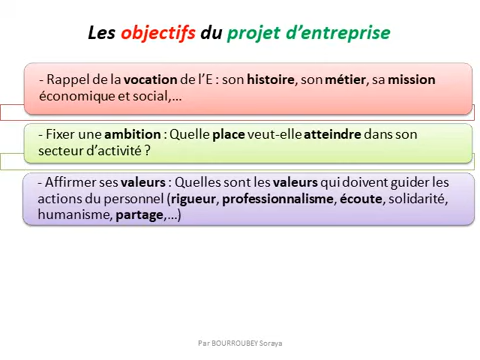 Les objectifs du projet d’entreprise
- Rappel de la vocation de l’E : son histoire, son métier, sa mission
économique et social,…
- Fixer une ambition : Quelle place veut-elle atteindre dans son
secteur d’activité ?
- Affirmer ses valeurs : Quelles sont les valeurs qui doivent guider les
actions du personnel (rigueur, professionnalisme, écoute, solidarité,
humanisme, partage,…)
Par BOURROUBEY Soraya